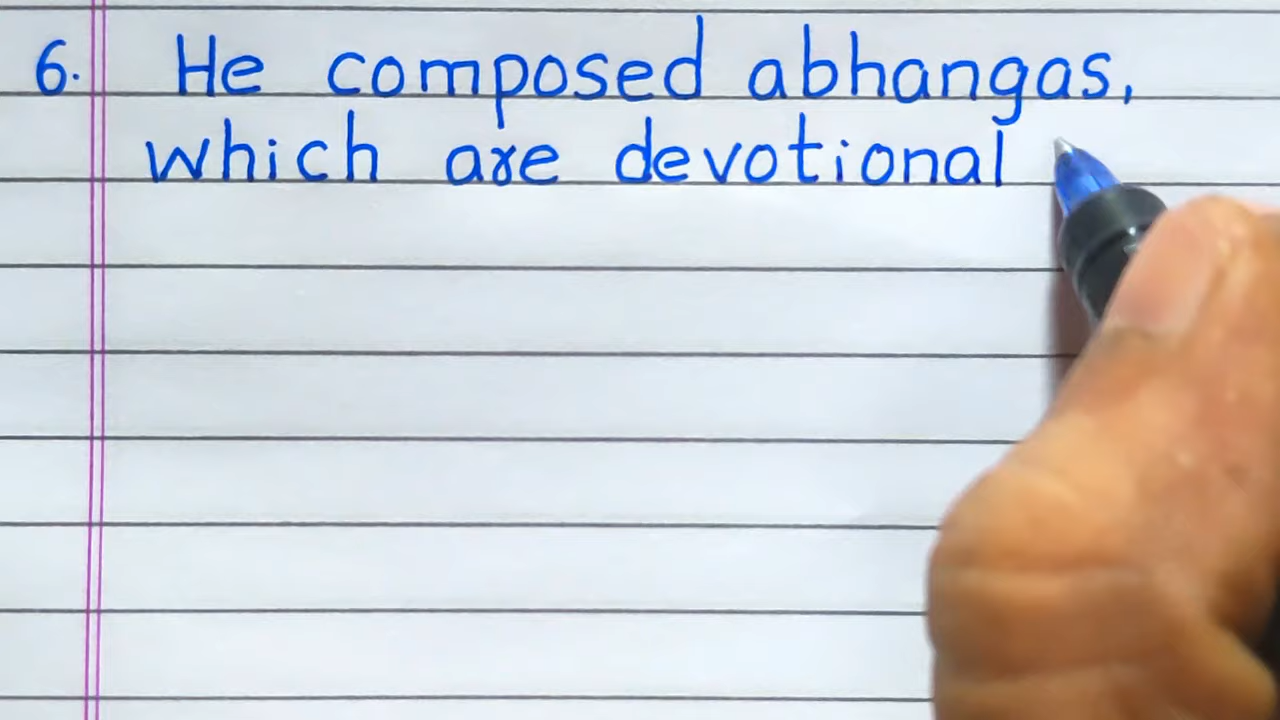 6. He composed abhangas,
which are devotional